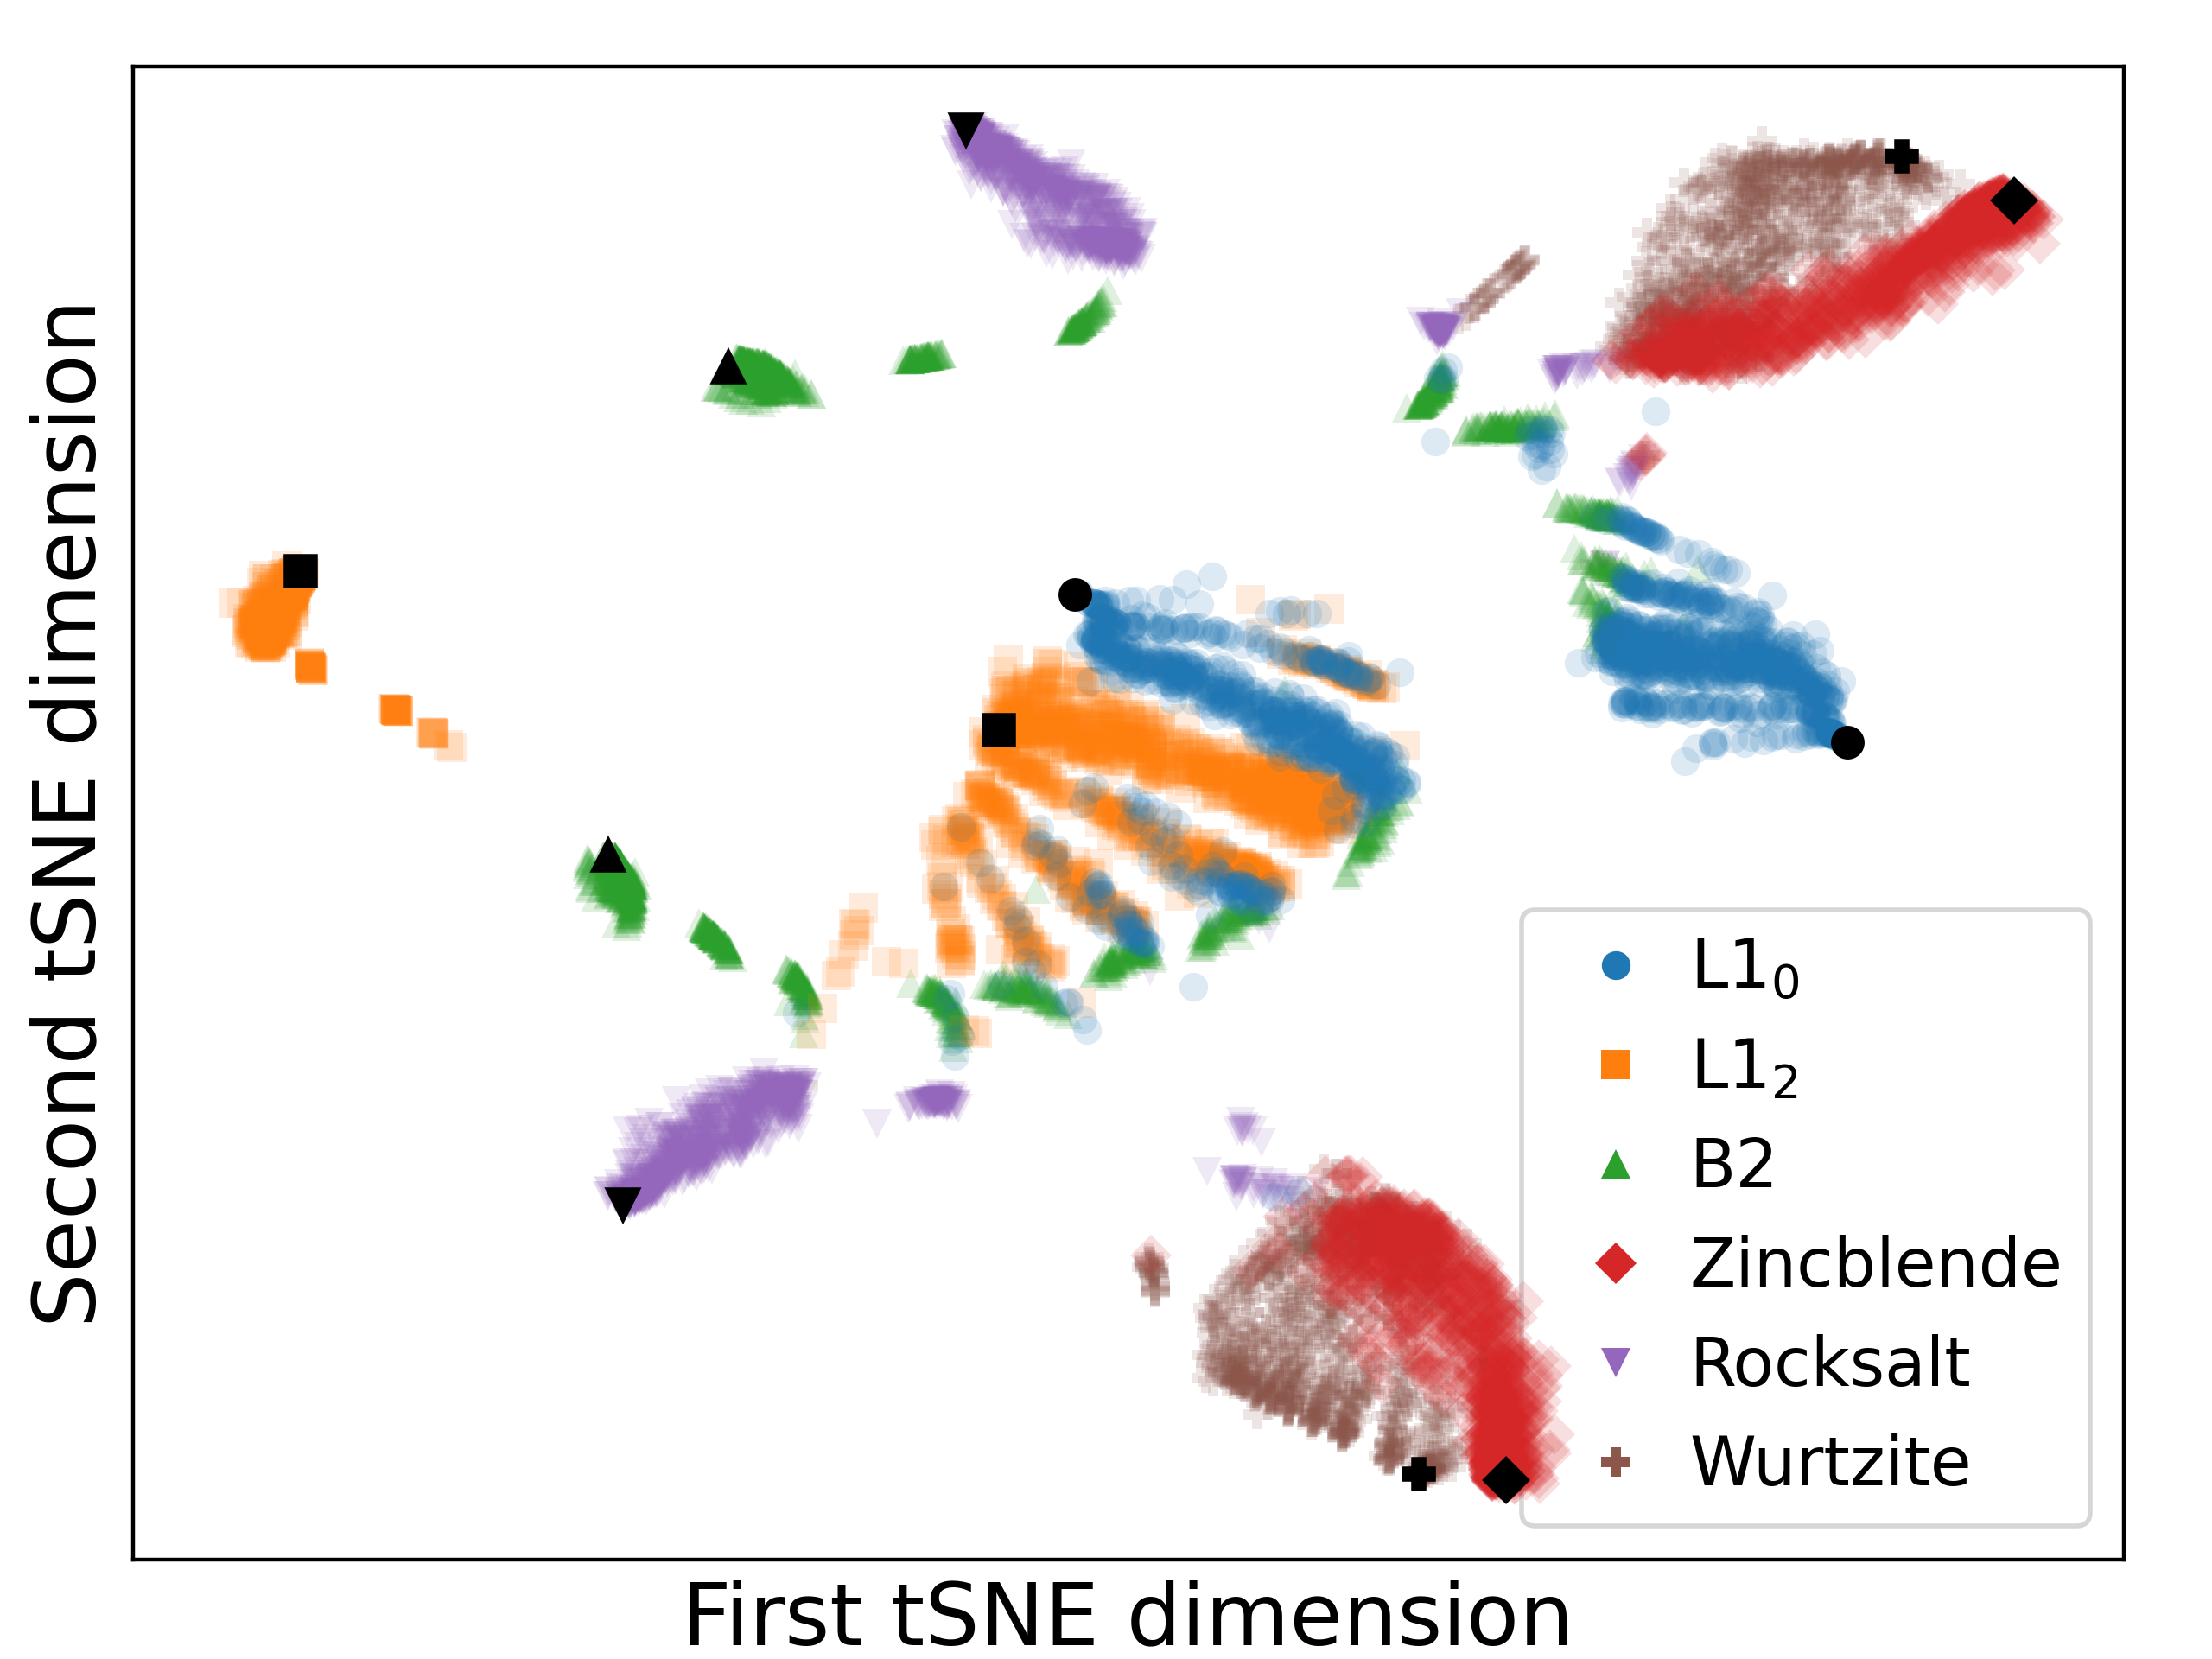 Second tSNE dimension
L1₀
L1₂
B2
Zincblende
Rocksalt
Wurtzite
First tSNE dimension